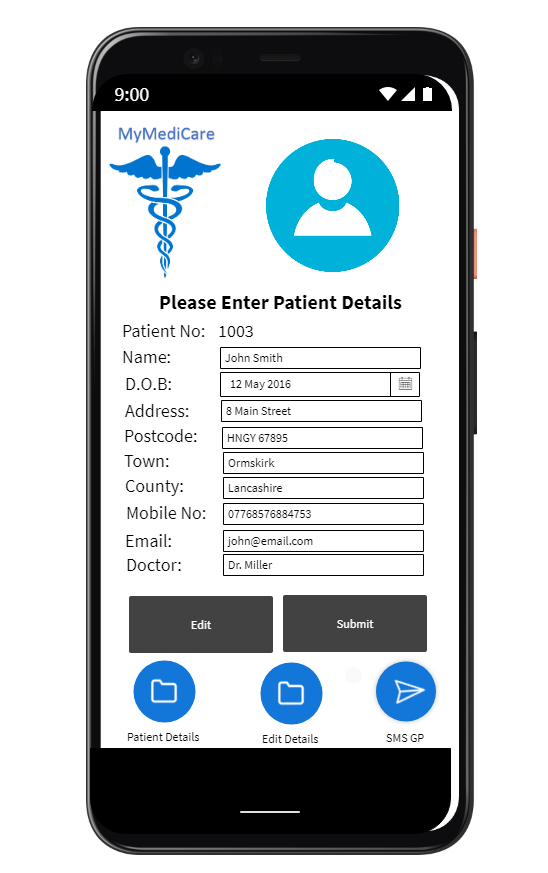 9:00
MyMediCare
Please Enter Patient Details
Patient No: 1003
Name: John Smith
D.O.B: 12 May 2016
Address: 8 Main Street
Postcode: HNGY 67895
Town: Ormskirk
County: Lancashire
Mobile No: 07768576884753
Email: john@email.com
Doctor: Dr. Miller
Edit Submit
Patient Details Edit Details SMS GP